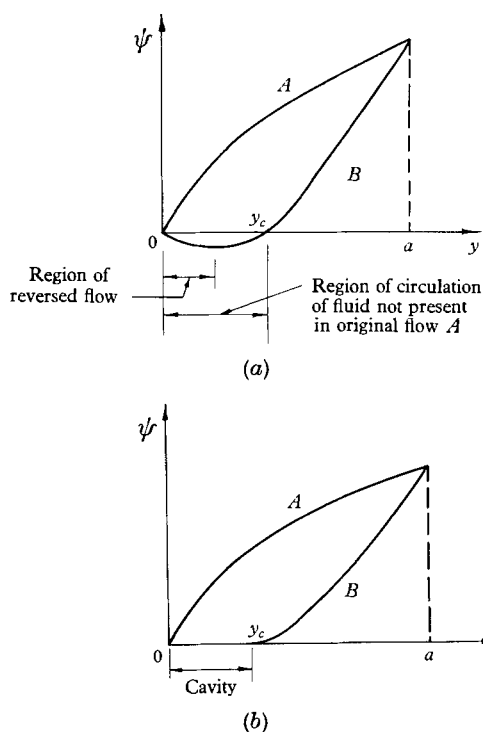 ψ
A
B
y_c
0
a
y
Region of
reversed flow
Region of circulation
of fluid not present
in original flow A
(a)
ψ
A
B
y_c
0
a
Cavity
(b)